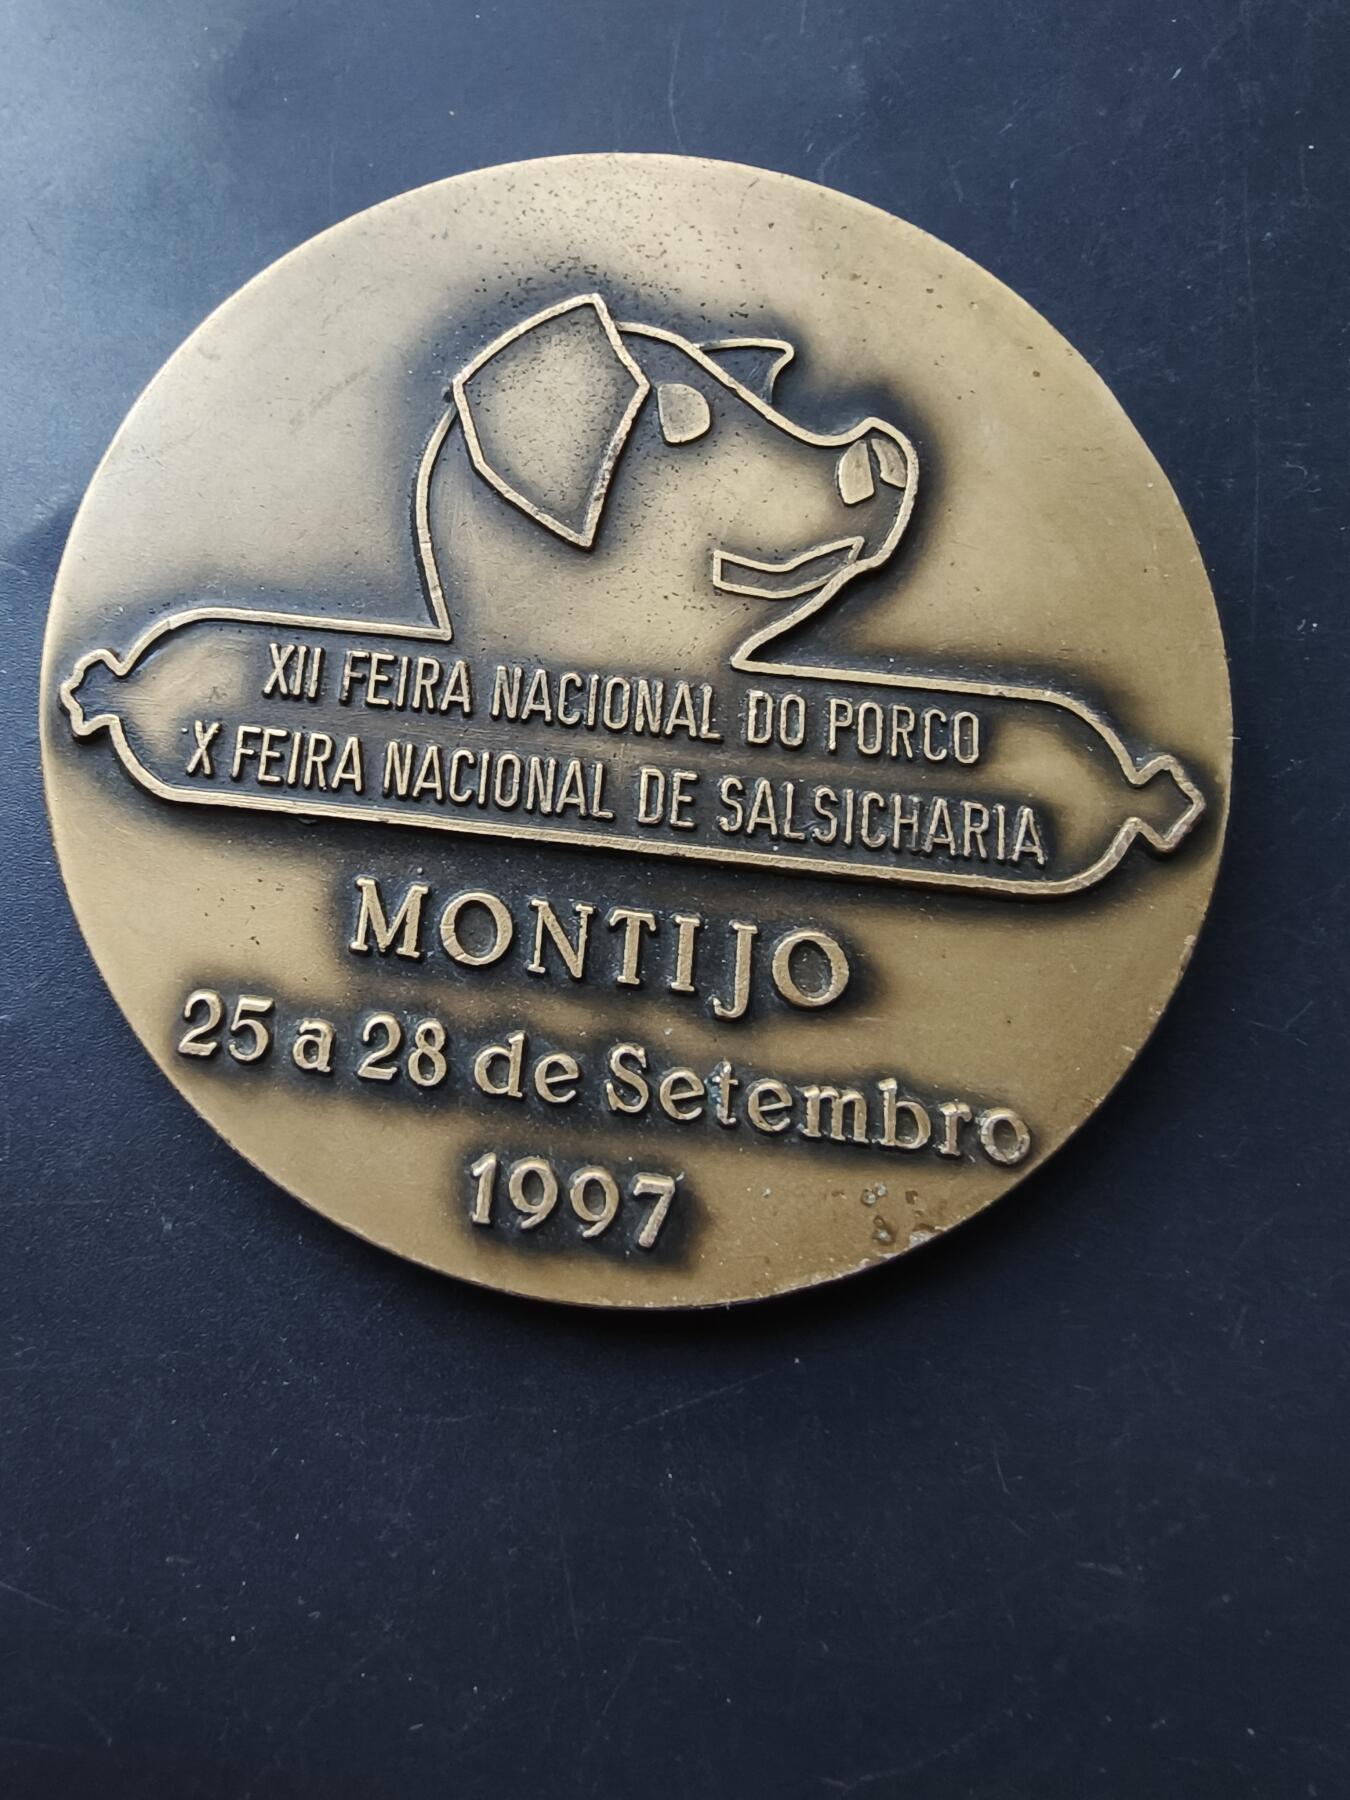 XII FEIRA NACIONAL DO PORCO
X FEIRA NACIONAL DE SALSICHARIA
MONTIJO
25 a 28 de Setembro
1997